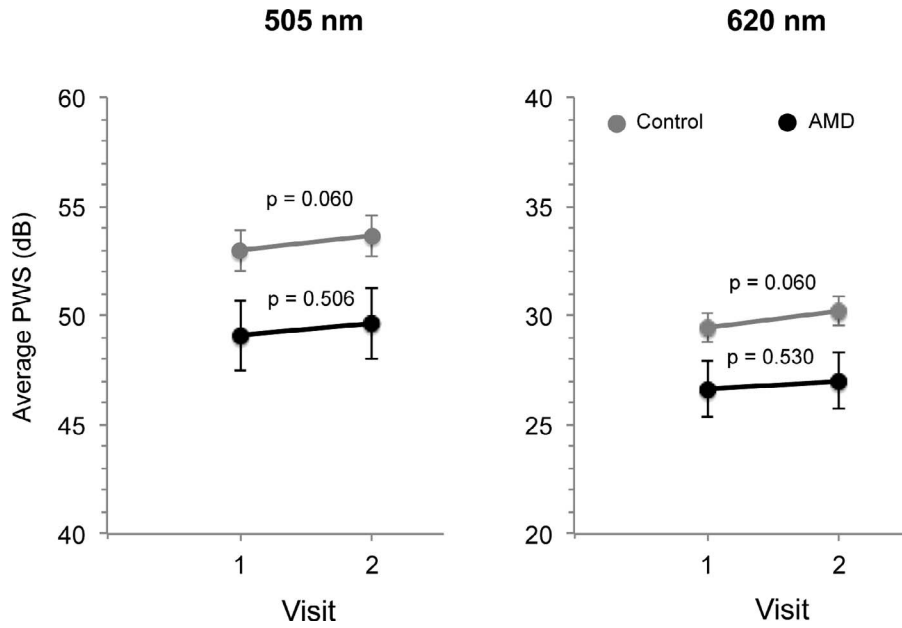 505 nm
620 nm
Average PWS (dB)
60
55
50
45
40
p = 0.060
p = 0.506
1
2
Visit
40
35
30
25
20
Control
AMD
p = 0.060
p = 0.530
1
2
Visit